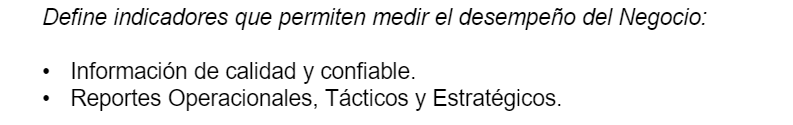 Define indicadores que permiten medir el desempeño del Negocio:
• Información de calidad y confiable.
• Reportes Operacionales, Tácticos y Estratégicos.